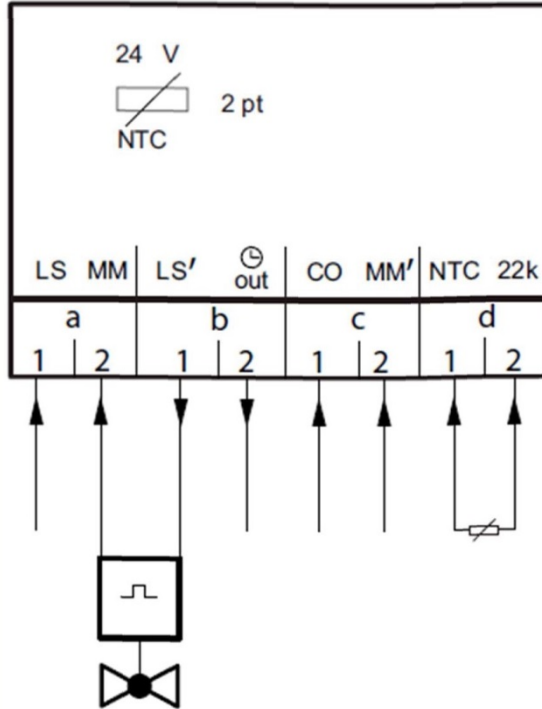 24 V
2 pt
NTC
LS MM LS′ out CO MM′ NTC 22k
a b c d
1 2 1 2 1 2 1 2